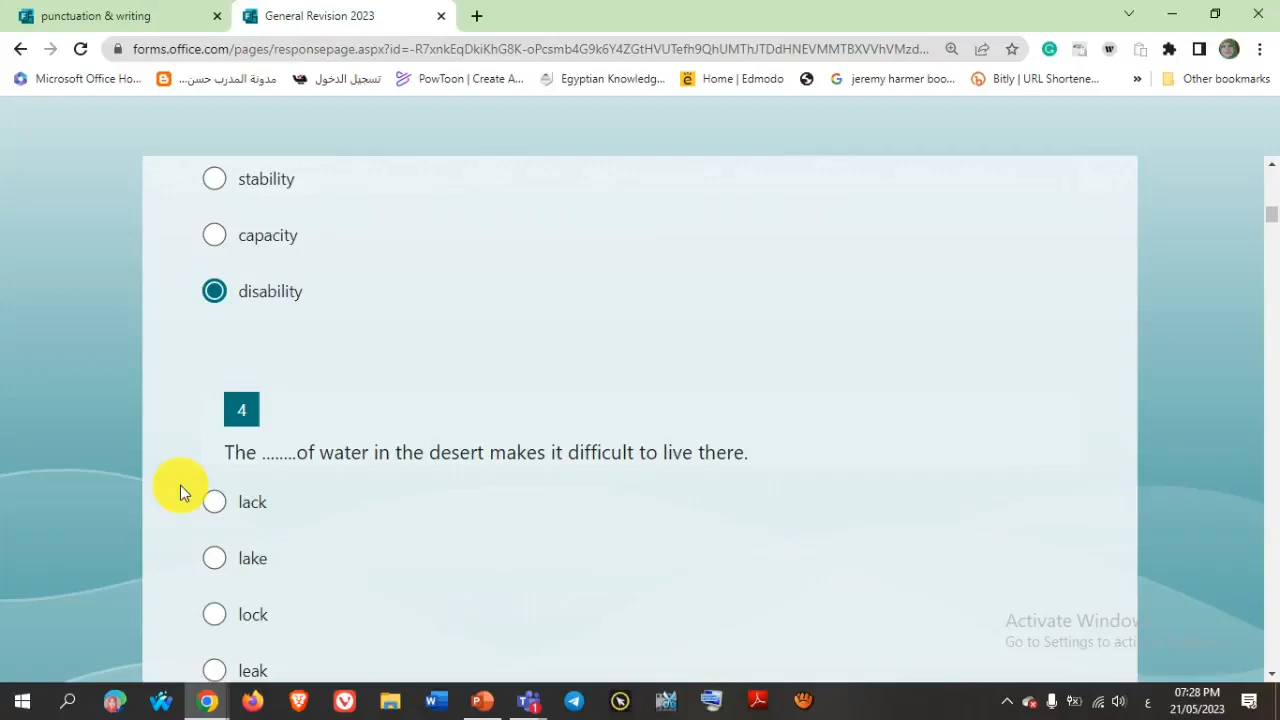 punctuation & writing
General Revision 2023
forms.office.com/pages/responsepage.aspx?id=-R7xnkEqDkiKhG8K-oPcsmb4G9k6Y4ZGtHVUTefh9QhUMThJTDdHNEVMMTBXVVhVMzd...
Microsoft Office Ho...
مدونة المدرب حسن...
تسجيل الدخول
PowToon | Create A...
Egyptian Knowledg...
Home | Edmodo
jeremy harmer boo...
Bitly | URL Shortene...
»
Other bookmarks
stability
capacity
disability
4
The ........of water in the desert makes it difficult to live there.
lack
lake
lock
leak
Activate Window
Go to Settings to acti
07:28 PM
21/05/2023
ع
1